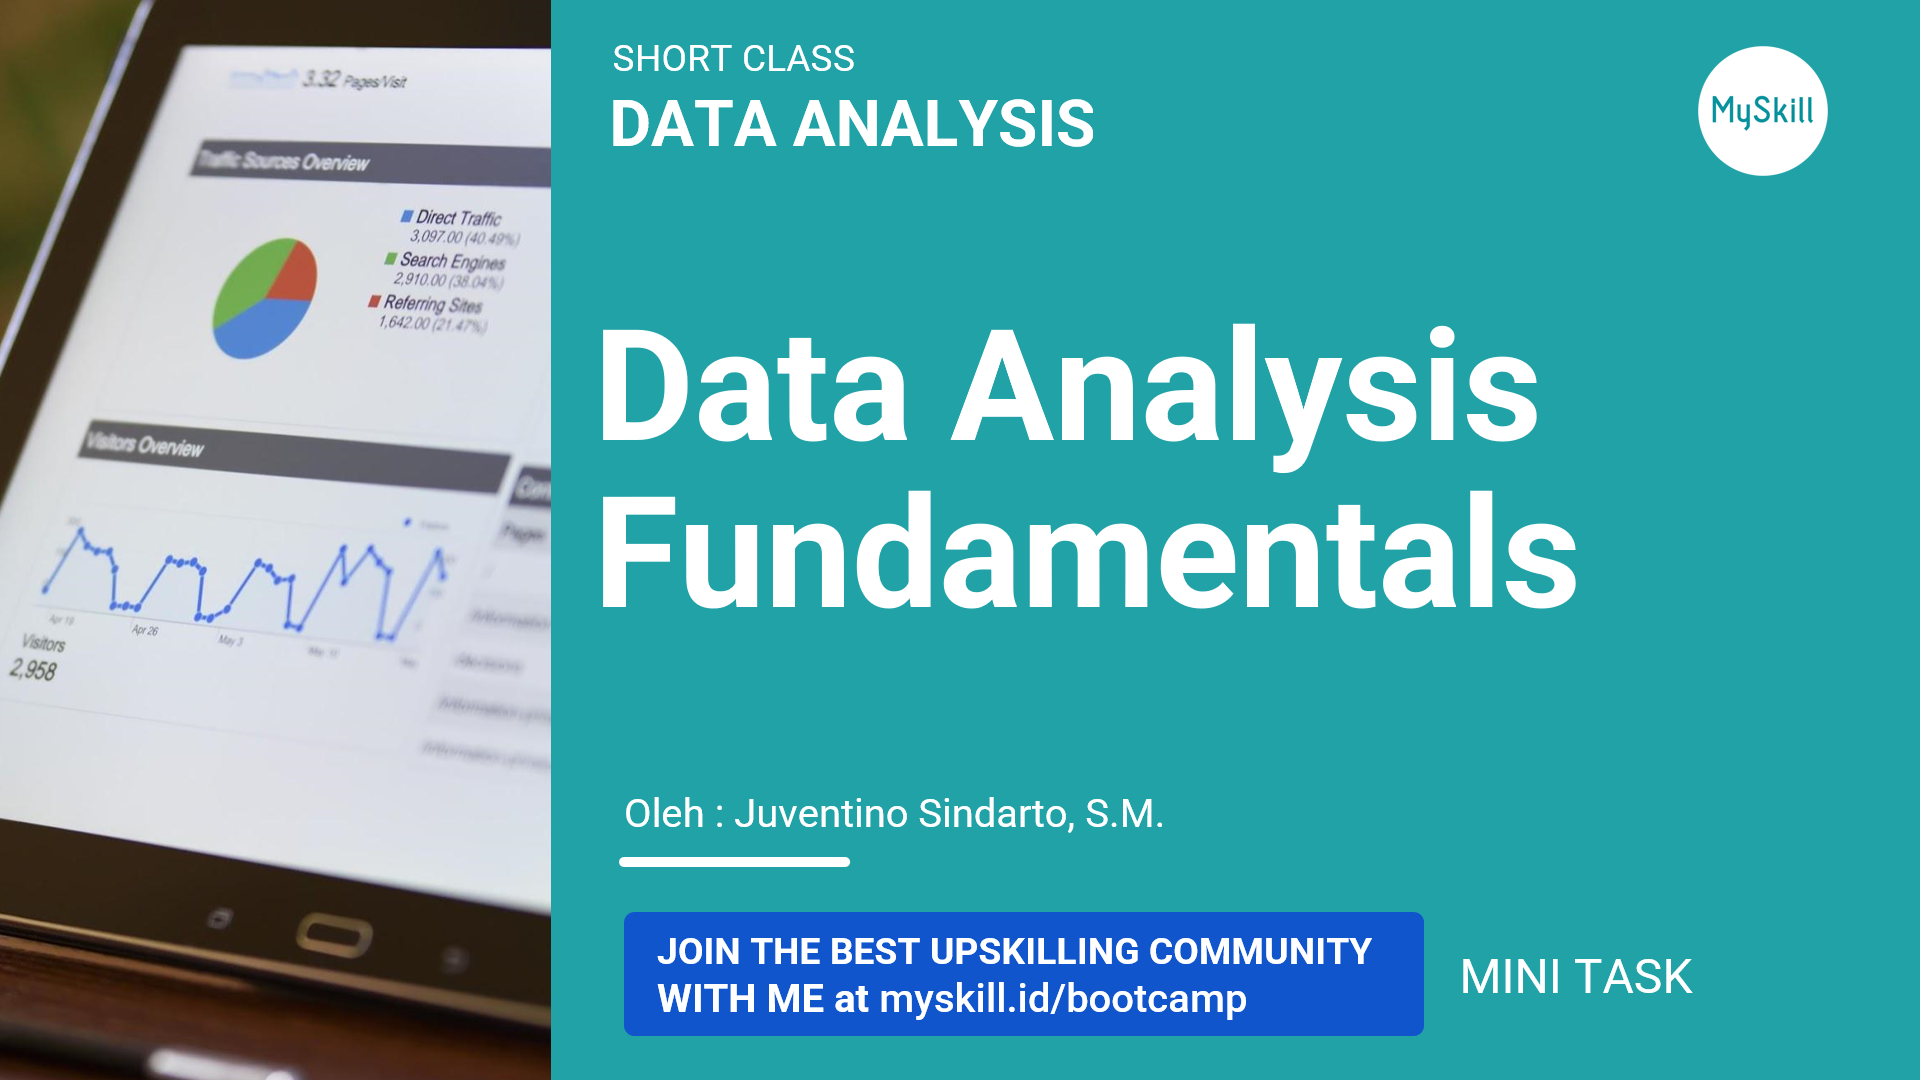 3.32 Pages/Visit
Traffic Sources Overview
Direct Traffic
3,097.00 (40.49%)
Search Engines
2,910.00 (38.04%)
Referring Sites
1,642.00 (21.47%)
Visitors Overview
Apr 19
Apr 26
May 3
Visitors
2,958
Pages
SHORT CLASS
DATA ANALYSIS
MySkill
Data Analysis
Fundamentals
Oleh : Juventino Sindarto, S.M.
JOIN THE BEST UPSKILLING COMMUNITY
WITH ME at myskill.id/bootcamp
MINI TASK